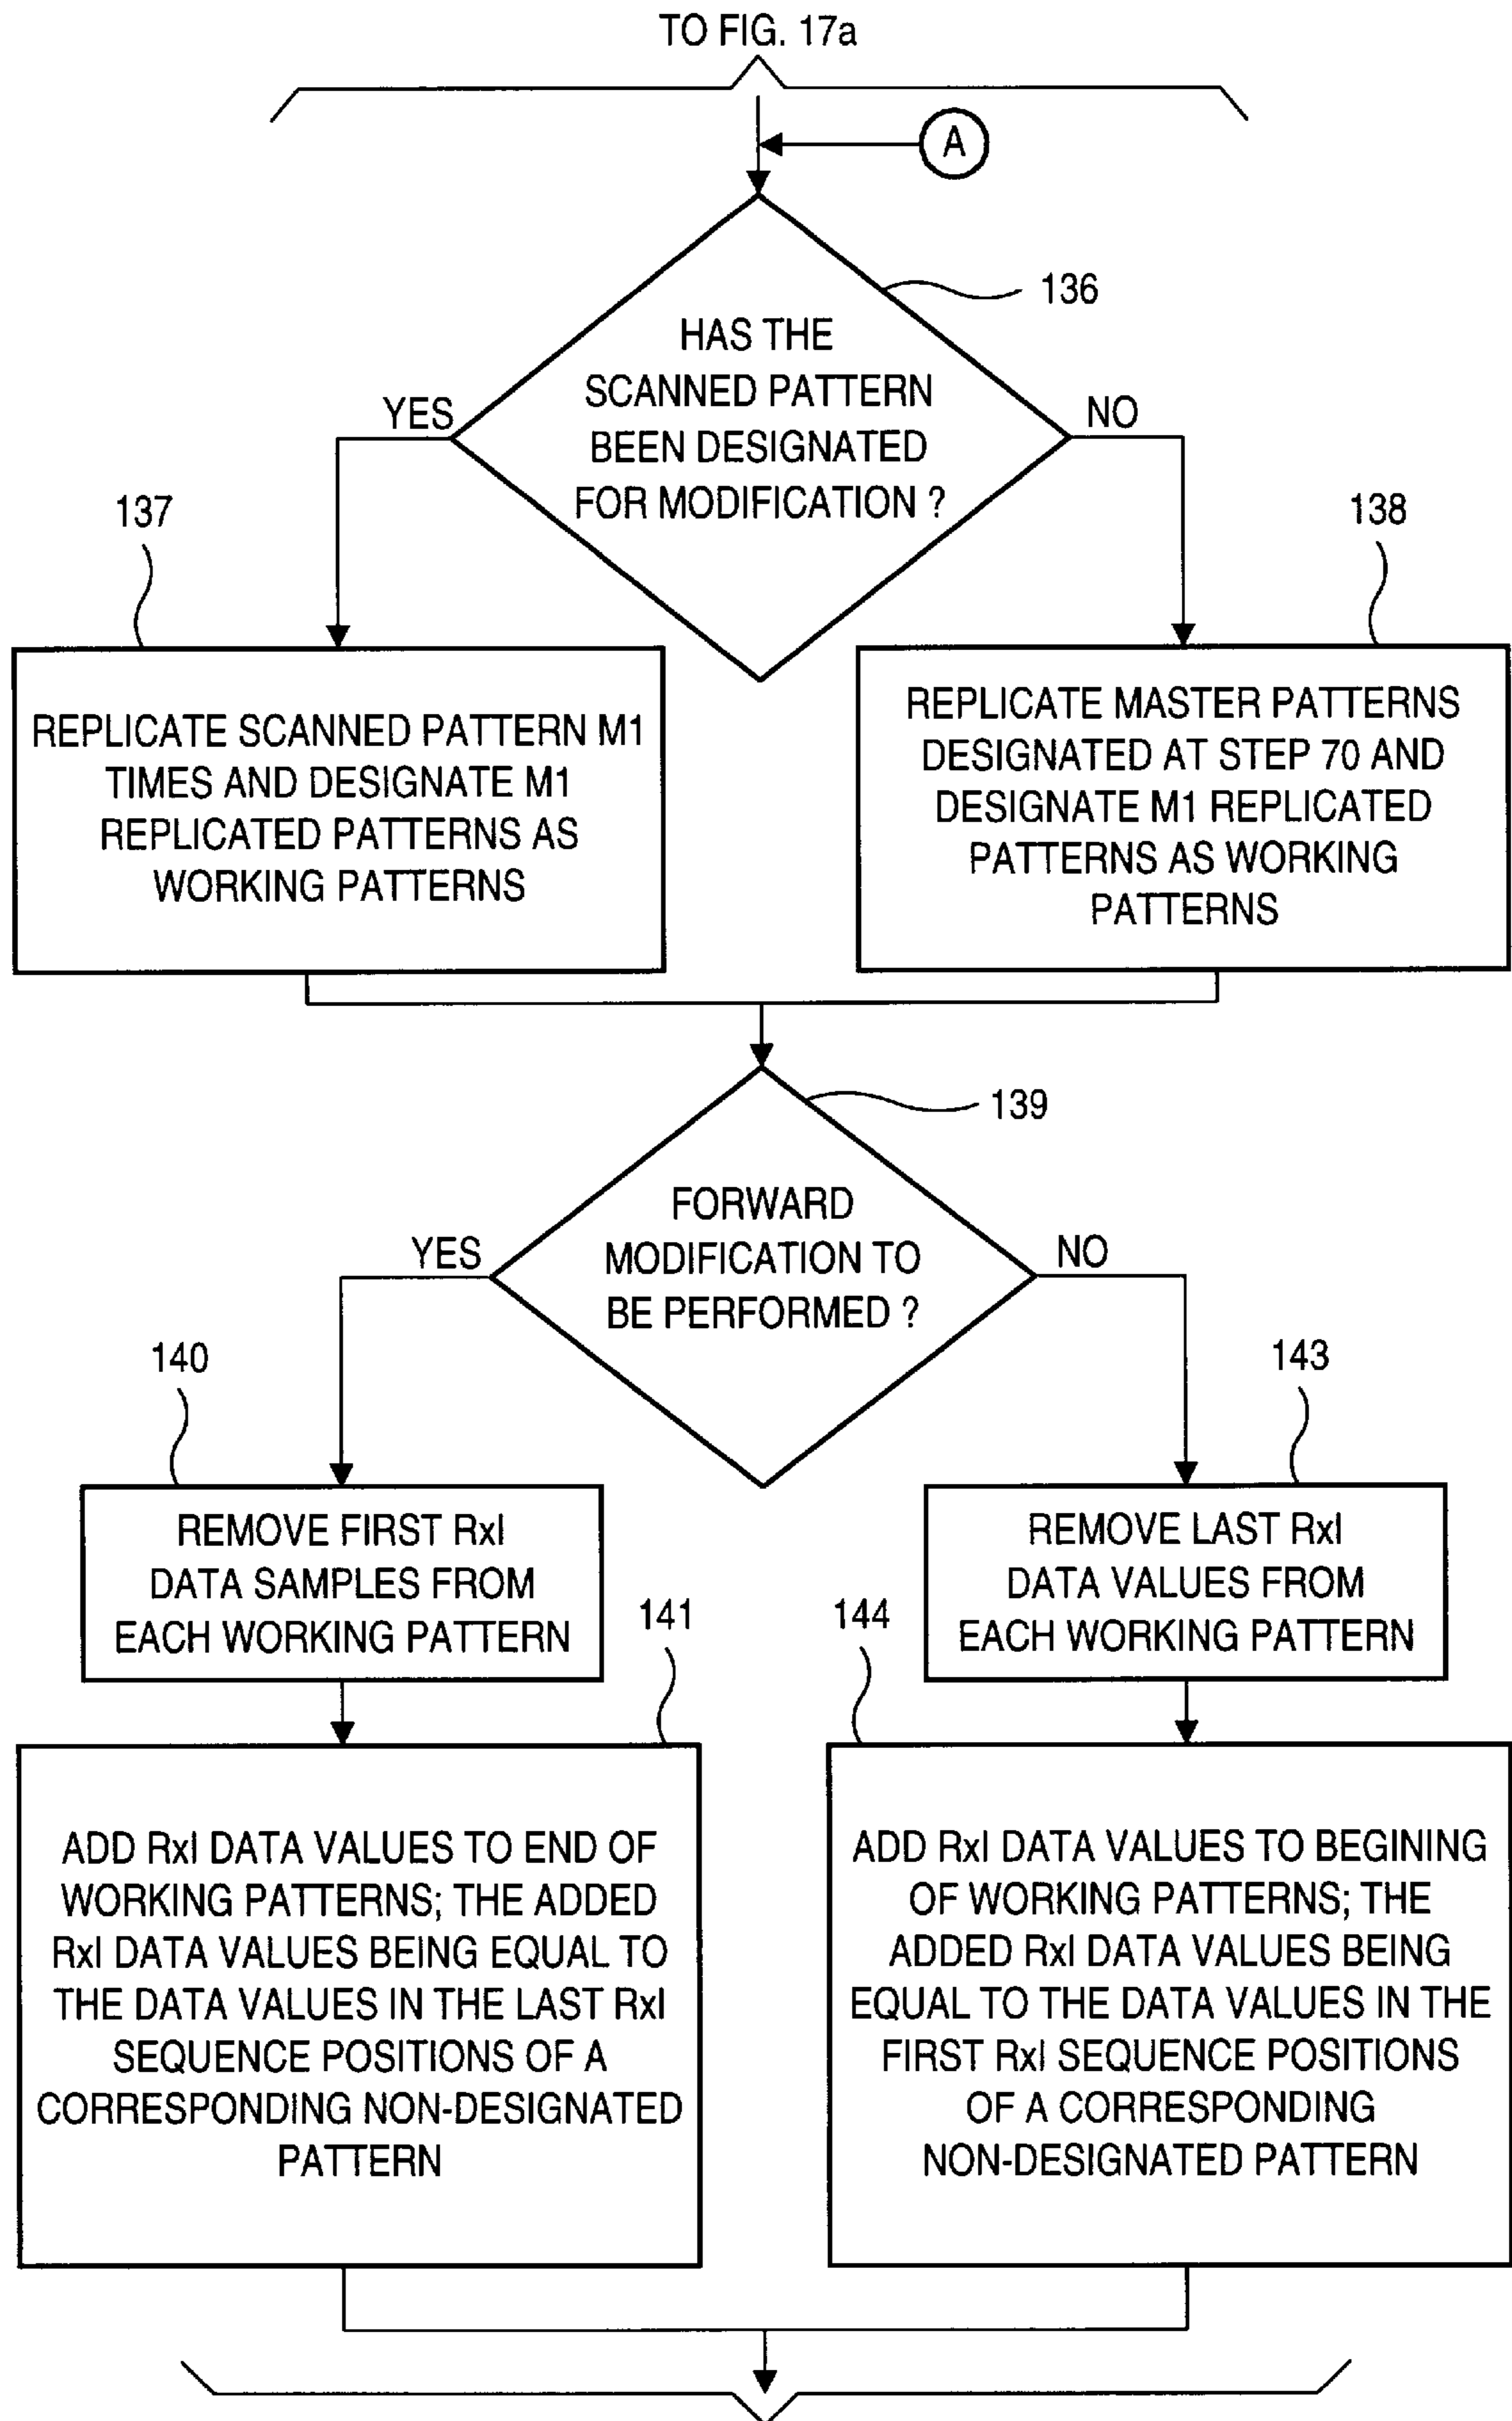 TO FIG. 17a
A
136
HAS THE
SCANNED PATTERN
BEEN DESIGNATED
FOR MODIFICATION ?
YES
NO
137
138
REPLICATE SCANNED PATTERN M1
TIMES AND DESIGNATE M1
REPLICATED PATTERNS AS
WORKING PATTERNS
REPLICATE MASTER PATTERNS
DESIGNATED AT STEP 70 AND
DESIGNATE M1 REPLICATED
PATTERNS AS WORKING
PATTERNS
139
FORWARD
MODIFICATION TO
BE PERFORMED ?
YES
NO
140
143
REMOVE FIRST RxI
DATA SAMPLES FROM
EACH WORKING PATTERN
REMOVE LAST RxI
DATA VALUES FROM
EACH WORKING PATTERN
141
144
ADD RxI DATA VALUES TO END OF
WORKING PATTERNS; THE ADDED
RxI DATA VALUES BEING EQUAL TO
THE DATA VALUES IN THE LAST RxI
SEQUENCE POSITIONS OF A
CORRESPONDING NON-DESIGNATED
PATTERN
ADD RxI DATA VALUES TO BEGINING
OF WORKING PATTERNS; THE
ADDED RxI DATA VALUES BEING
EQUAL TO THE DATA VALUES IN THE
FIRST RxI SEQUENCE POSITIONS
OF A CORRESPONDING
NON-DESIGNATED PATTERN